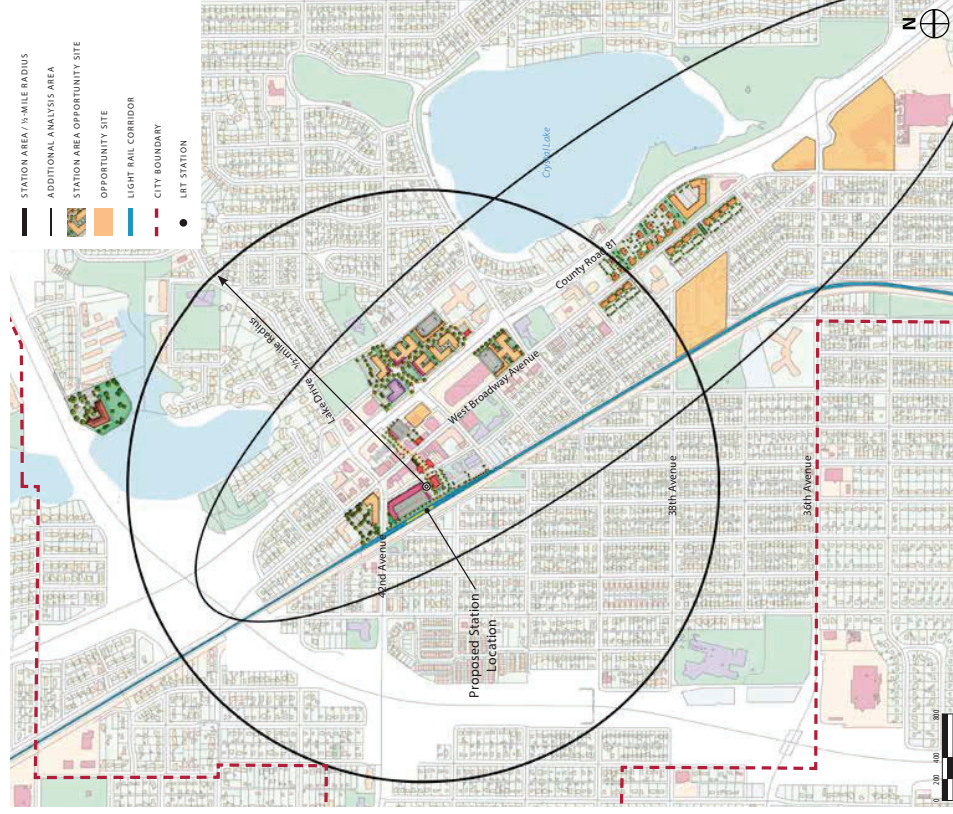 STATION AREA / ½-MILE RADIUS
ADDITIONAL ANALYSIS AREA
STATION AREA OPPORTUNITY SITE
OPPORTUNITY SITE
LIGHT RAIL CORRIDOR
CITY BOUNDARY
LRT STATION
N
Crystal Lake
County Road 81
½-mile Radius
Lake Drive
West Broadway Avenue
42nd Avenue
38th Avenue
36th Avenue
Proposed Station
Location
0 200 400 800